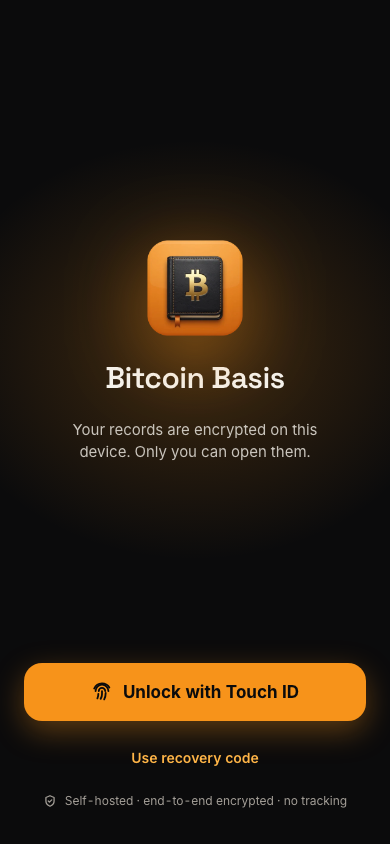 ₿
Bitcoin Basis
Your records are encrypted on this
device. Only you can open them.
Unlock with Touch ID
Use recovery code
Self-hosted · end-to-end encrypted · no tracking